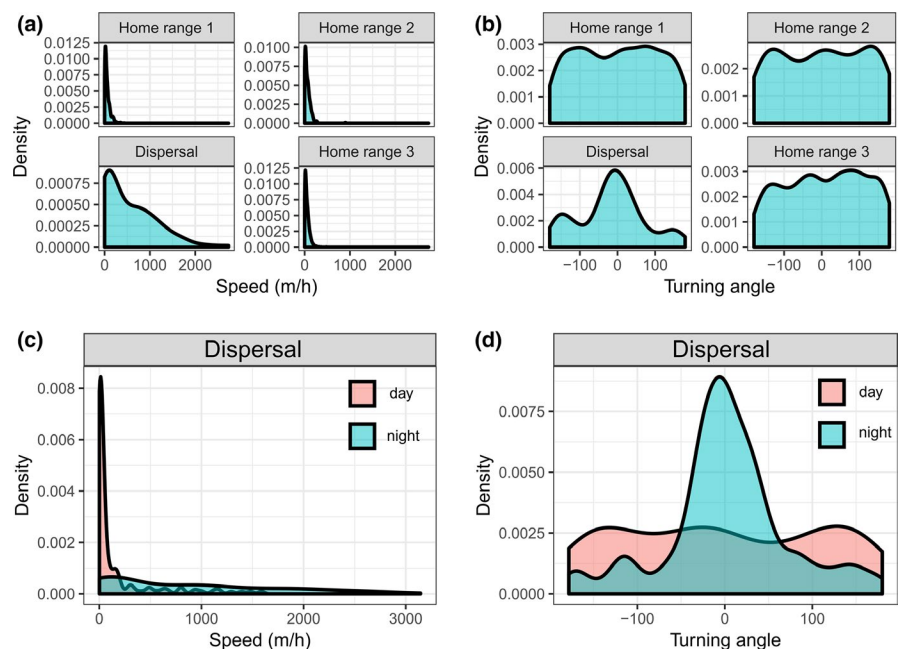 (a)
Home range 1
Home range 2
0.0125
0.0100
0.0075
0.0050
0.0025
0.0000
0.0100
0.0075
0.0050
0.0025
0.0000
Density
Dispersal
Home range 3
0.00075
0.00050
0.00025
0.00000
0.0125
0.0100
0.0075
0.0050
0.0025
0.0000
0 1000 2000
0 1000 2000
Speed (m/h)
(b)
Home range 1
Home range 2
0.003
0.002
0.001
0.000
0.002
0.001
0.000
Density
Dispersal
Home range 3
0.006
0.004
0.002
0.000
0.003
0.002
0.001
0.000
−100 0 100
−100 0 100
Turning angle
(c)
Dispersal
0.008
0.006
0.004
0.002
0.000
Density
day
night
0 1000 2000 3000
Speed (m/h)
(d)
Dispersal
0.0075
0.0050
0.0025
0.0000
Density
day
night
−100 0 100
Turning angle